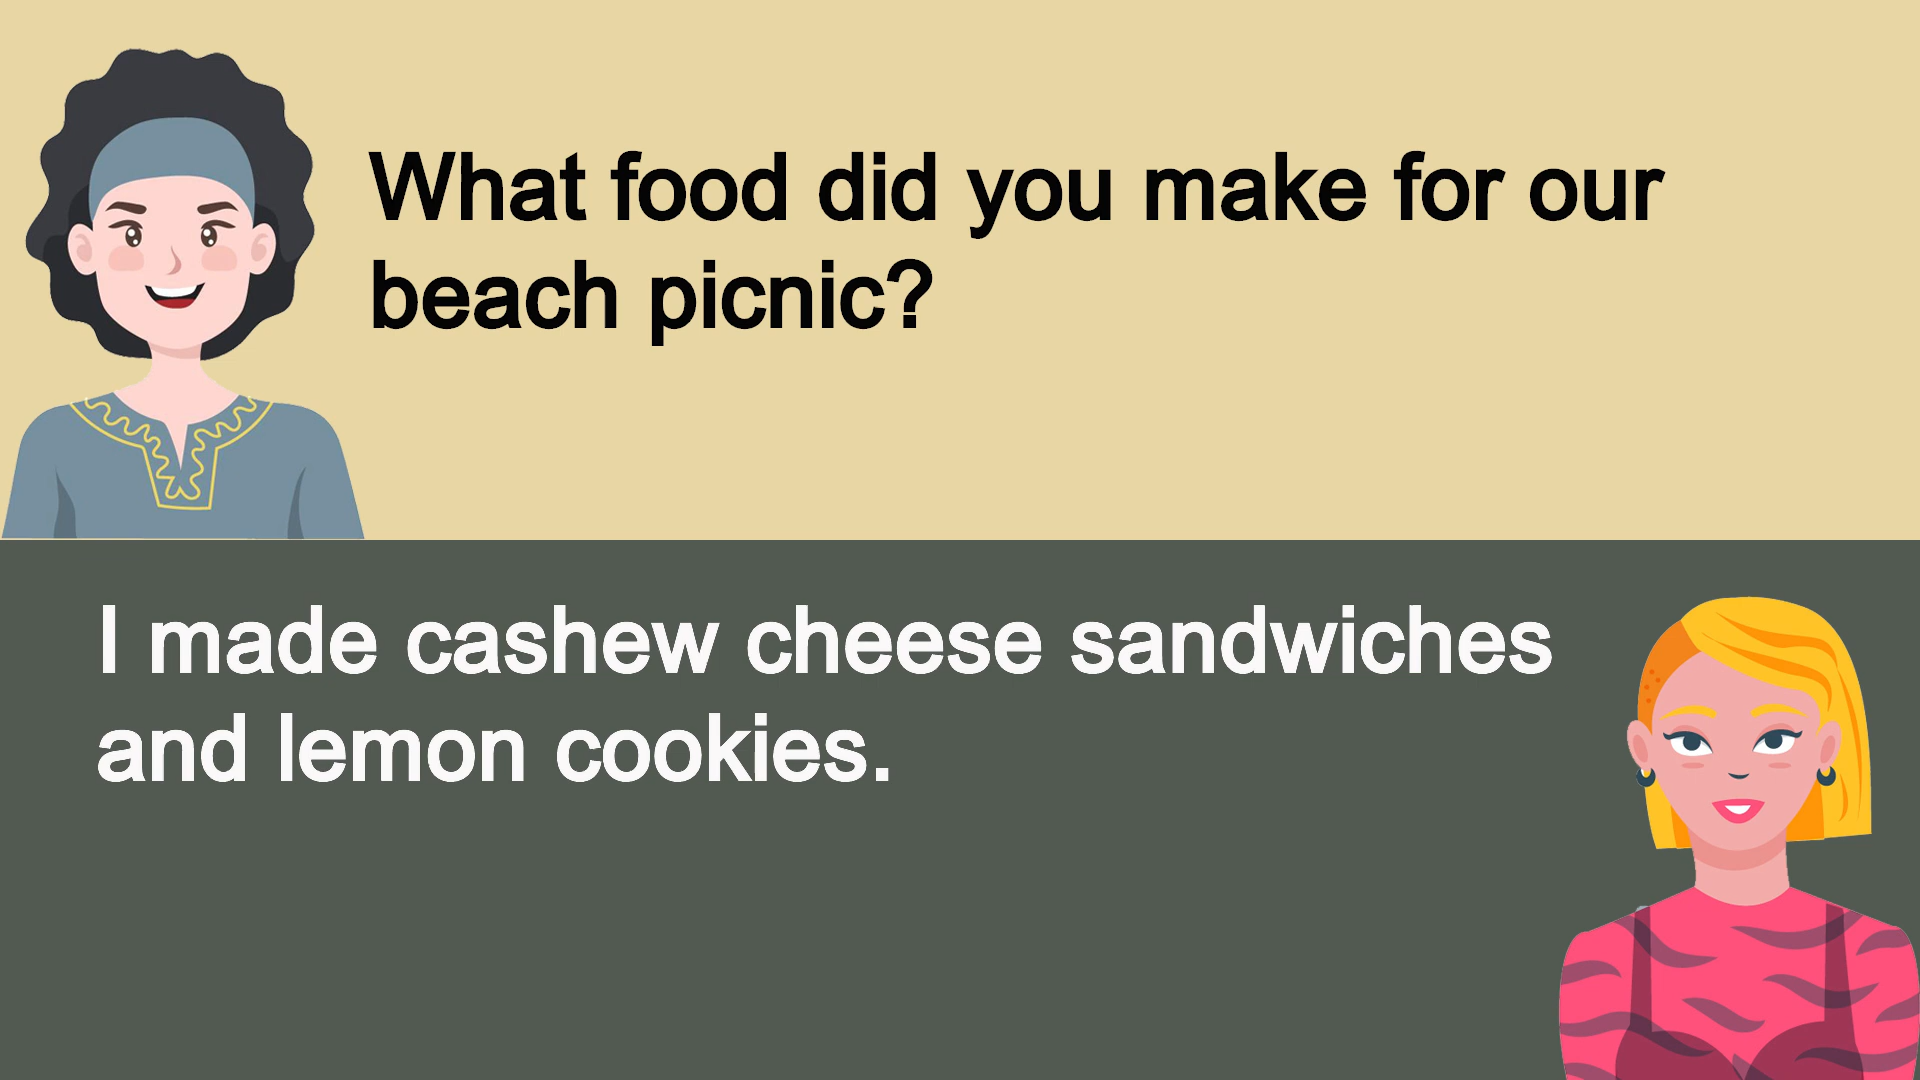 What food did you make for our
beach picnic?
I made cashew cheese sandwiches
and lemon cookies.